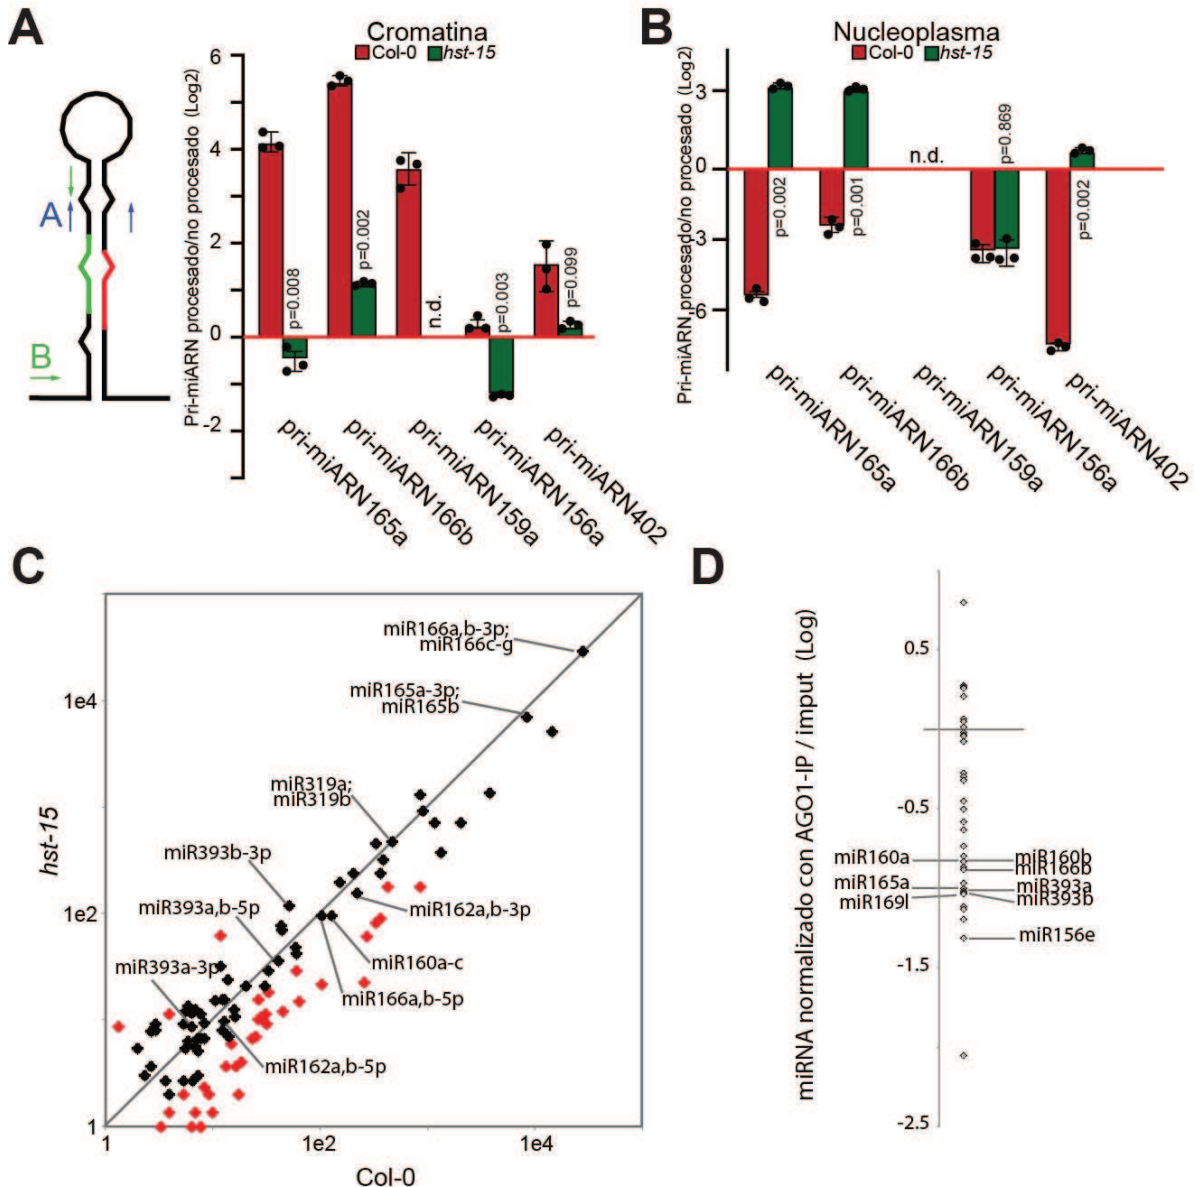 A
Cromatina
Col-0 hst-15
Pri-miARN procesado/no procesado (Log2)
6
4
2
0
-2
p=0.008
p=0.002
n.d.
p=0.003
p=0.099
pri-miARN165a
pri-miARN166b
pri-miARN159a
pri-miARN156a
pri-miARN402
A
B
B
Nucleoplasma
Col-0 hst-15
Pri-miARN procesado/no procesado (Log2)
3
0
-3
-6
p=0.002
p=0.001
n.d.
p=0.869
p=0.002
pri-miARN165a
pri-miARN166b
pri-miARN159a
pri-miARN156a
pri-miARN402
C
hst-15
1e4
1e2
1
1
1e2
1e4
Col-0
miR166a,b-3p;
miR166c-g
miR165a-3p;
miR165b
miR319a;
miR319b
miR393b-3p
miR393a,b-5p
miR393a-3p
miR162a,b-3p
miR160a-c
miR166a,b-5p
miR162a,b-5p
D
miRNA normalizado con AGO1-IP / imput (Log)
0.5
-0.5
-1.5
-2.5
miR160a
miR165a
miR169l
miR160b
miR166b
miR393a
miR393b
miR156e